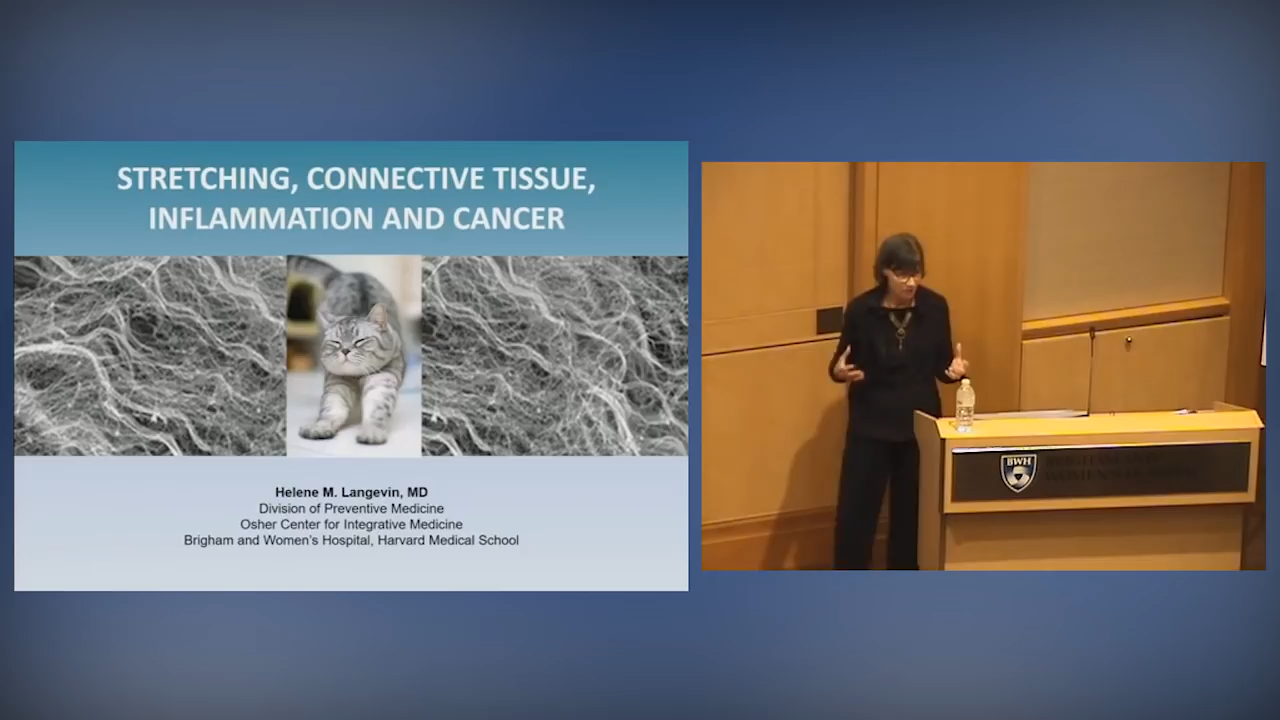 STRETCHING, CONNECTIVE TISSUE,
INFLAMMATION AND CANCER
Helene M. Langevin, MD
Division of Preventive Medicine
Osher Center for Integrative Medicine
Brigham and Women's Hospital, Harvard Medical School
BWH